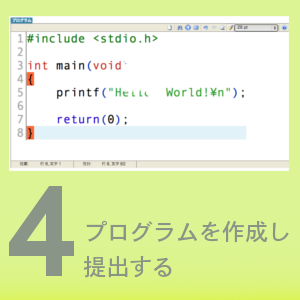 プログラム
20 pt
1 #include <stdio.h>
2
3 int main(void)
4 {
5 printf("Hello World!¥n");
6
7 return(0);
8 }
4
プログラムを作成し
提出する